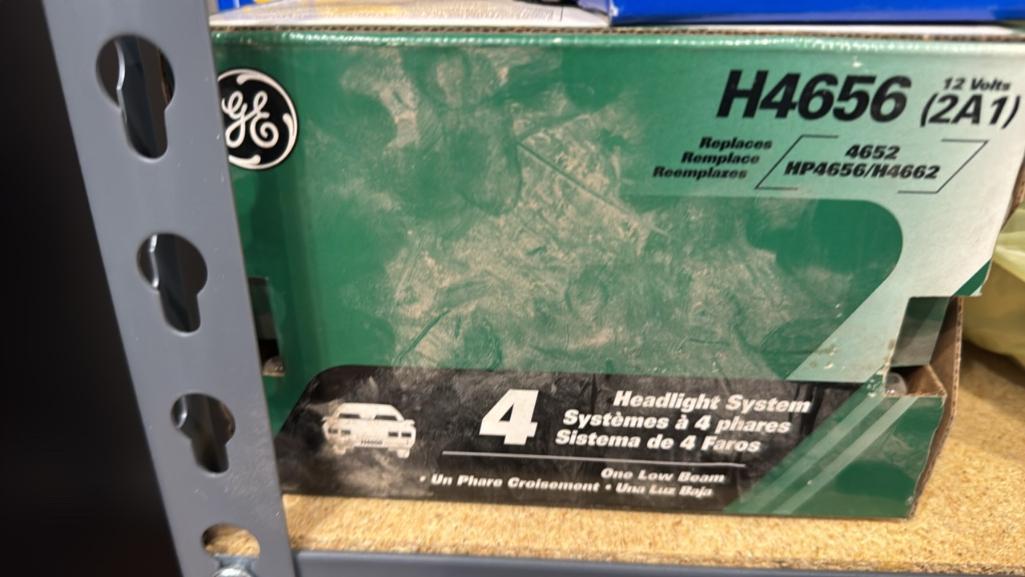 GE
H4656 12 Volts
(2A1)
Replaces
Remplace
Reemplazes
4652
HP4656/H4662
4
Headlight System
Systèmes à 4 phares
Sistema de 4 Faros
H4656
One Low Beam
• Un Phare Croisement • Una Luz Baja